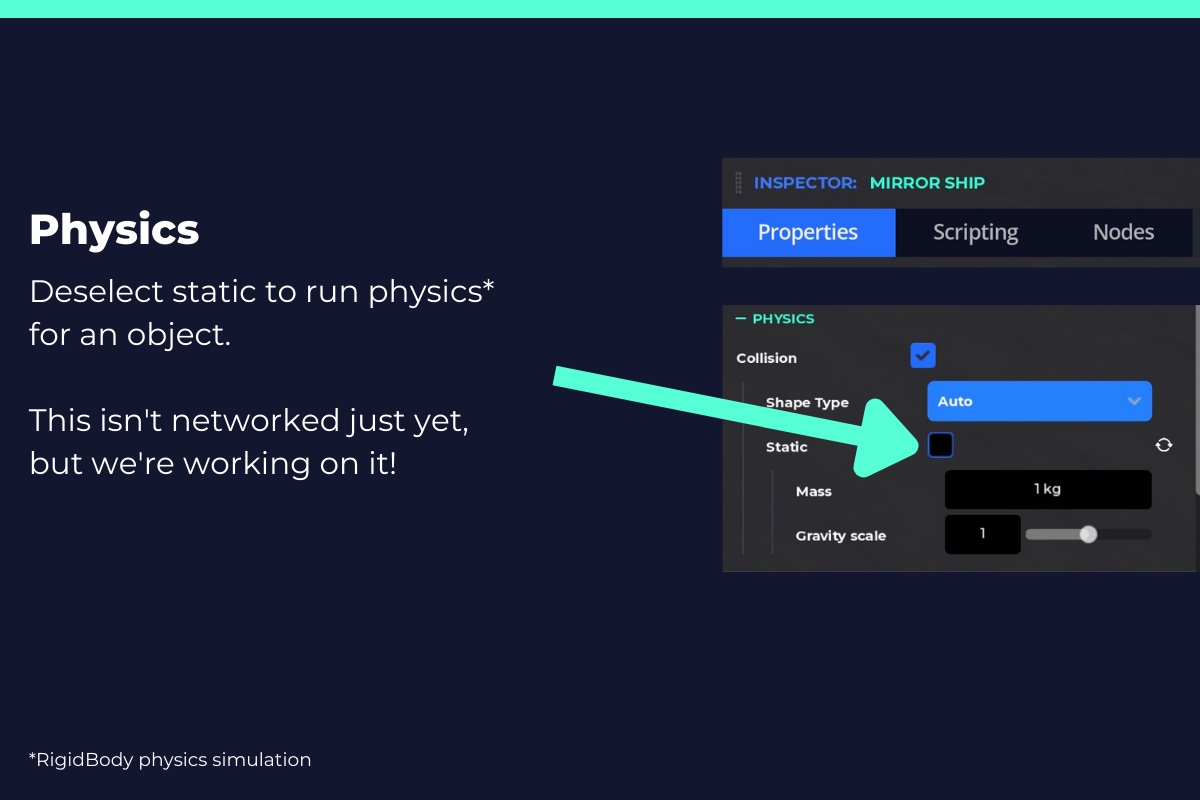 Physics
Deselect static to run physics*
for an object.
This isn't networked just yet,
but we're working on it!
*RigidBody physics simulation
INSPECTOR: MIRROR SHIP
Properties Scripting Nodes
PHYSICS
Collision
Shape Type Auto
Static
Mass 1 kg
Gravity scale 1